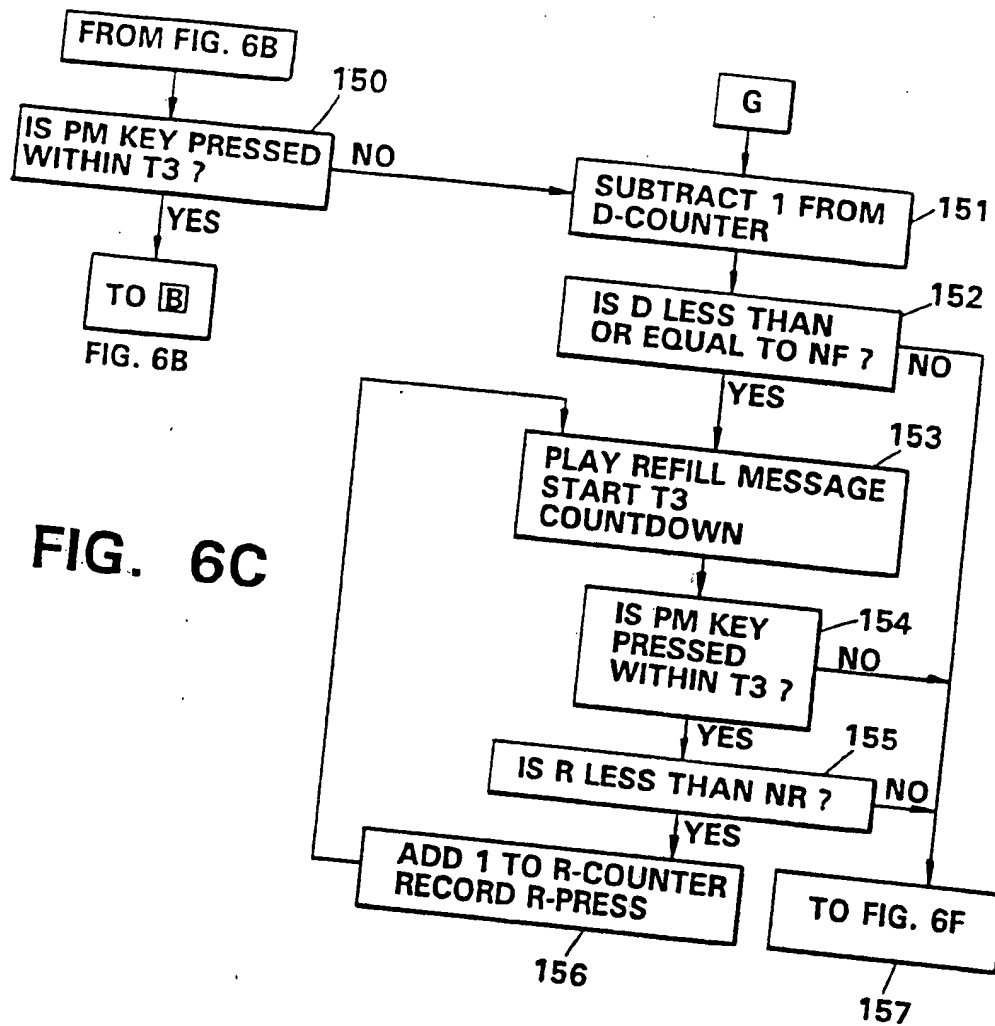 FROM FIG. 6B
150
IS PM KEY PRESSED
WITHIN T3 ?
NO
YES
TO B
FIG. 6B
G
SUBTRACT 1 FROM
D-COUNTER
151
IS D LESS THAN
OR EQUAL TO NF ?
152
NO
YES
PLAY REFILL MESSAGE
START T3
COUNTDOWN
153
FIG. 6C
IS PM KEY
PRESSED
WITHIN T3 ?
154
NO
YES
155
IS R LESS THAN NR ?
NO
YES
ADD 1 TO R-COUNTER
RECORD R-PRESS
156
TO FIG. 6F
157